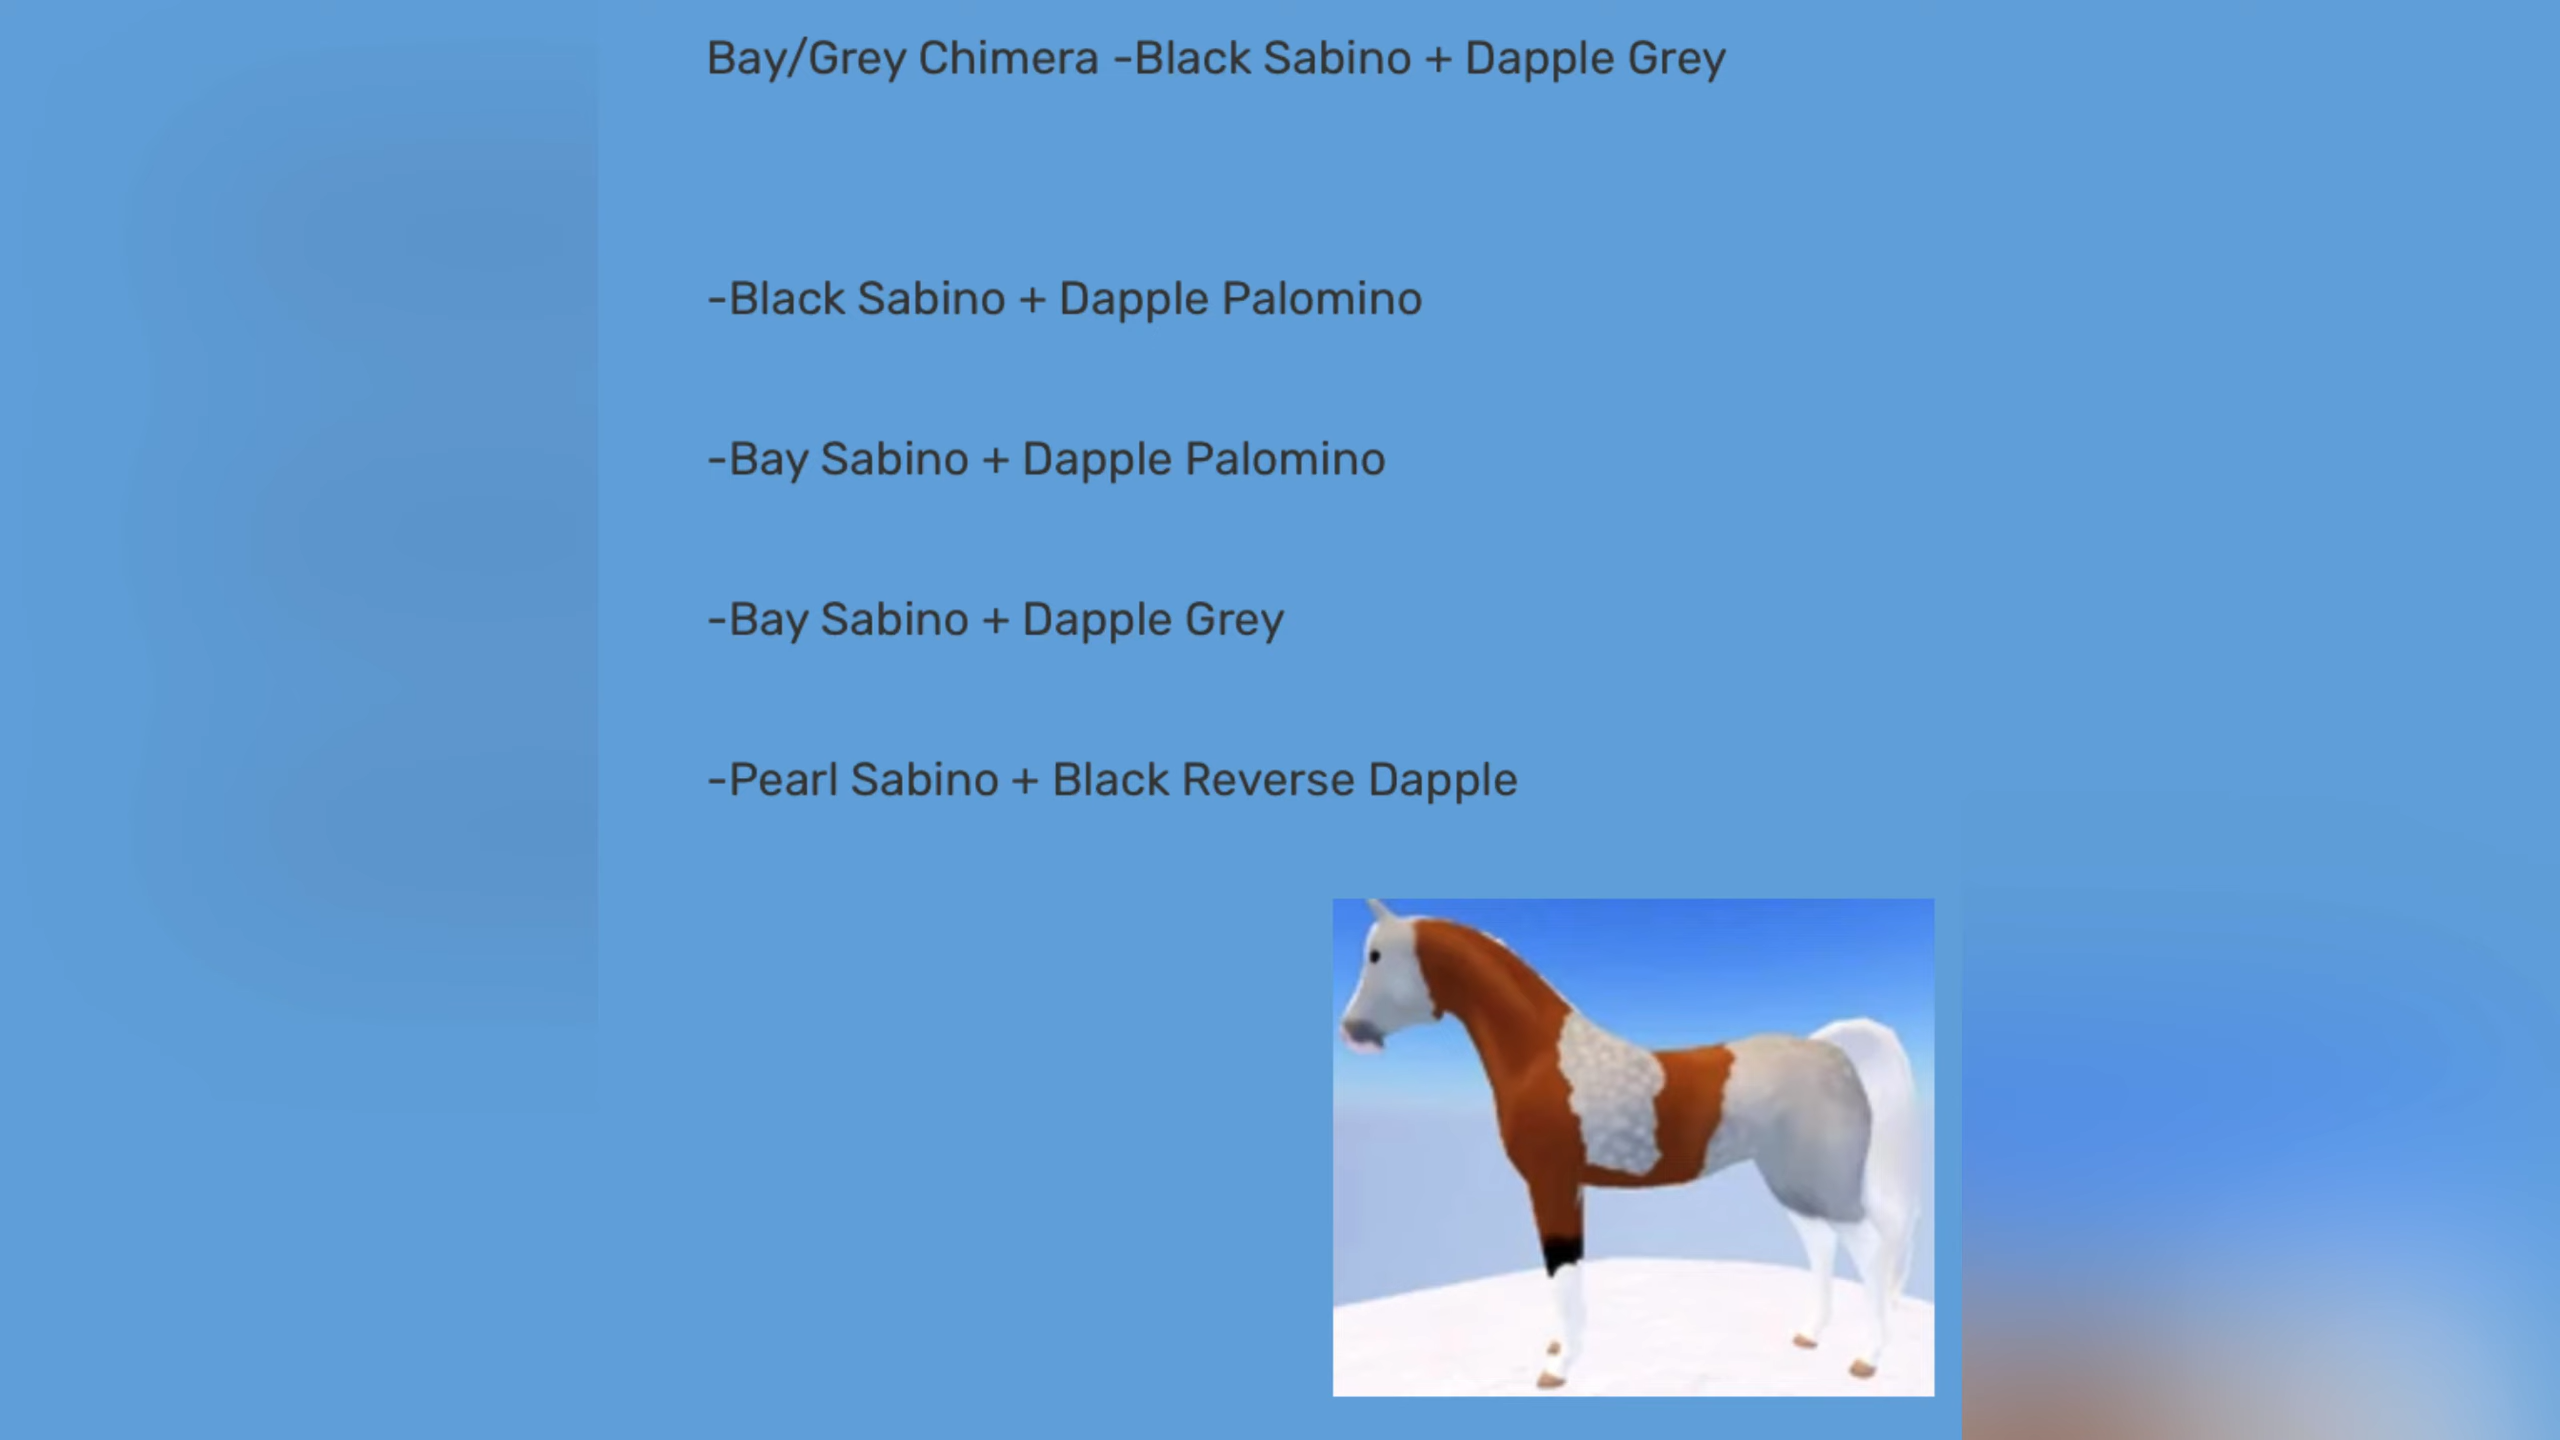 Bay/Grey Chimera -Black Sabino + Dapple Grey
-Black Sabino + Dapple Palomino
-Bay Sabino + Dapple Palomino
-Bay Sabino + Dapple Grey
-Pearl Sabino + Black Reverse Dapple